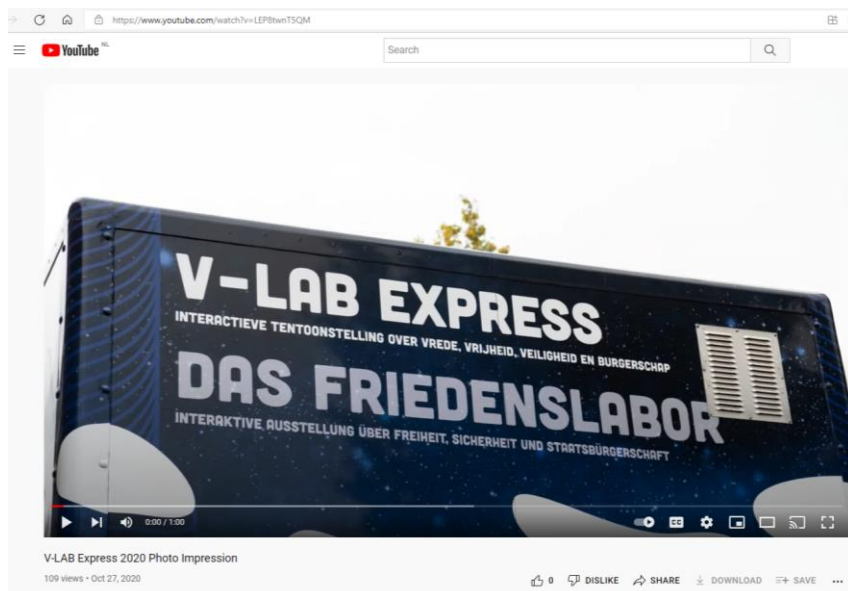 https://www.youtube.com/watch?v=LEP8twnTSQM
YouTube NL
Search
V-LAB EXPRESS
INTERACTIEVE TENTOONSTELLING OVER VREDE, VRIJHEID, VEILIGHEID EN BURGERSCHAP
DAS FRIEDENSLABOR
INTERAKTIVE AUSSTELLUNG ÜBER FREIHEIT, SICHERHEIT UND STAATSBÜRGERSCHAFT
0:00 / 1:00
CC
V-LAB Express 2020 Photo Impression
109 views • Oct 27, 2020
0 DISLIKE SHARE DOWNLOAD SAVE